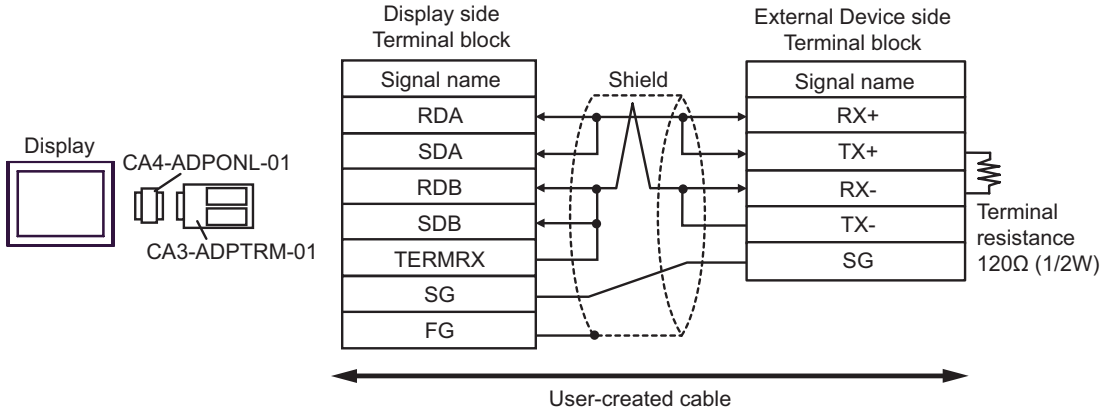 Display
CA4-ADPONL-01
CA3-ADPTRM-01
Display side
Terminal block
Signal name
RDA
SDA
RDB
SDB
TERMRX
SG
FG
Shield
External Device side
Terminal block
Signal name
RX+
TX+
RX-
TX-
SG
Terminal
resistance
120Ω (1/2W)
User-created cable